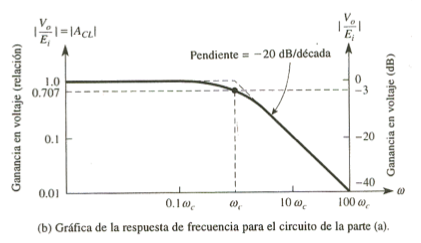 |Vo/Ei| = |ACL|
|Vo/Ei|
Pendiente = −20 dB/década
Ganancia en voltaje (relación)
1.0
0.707
0.1
0.01
0
−3
−20
−40
Ganancia en voltaje (dB)
0.1 ωc
ωc
10 ωc
100 ωc
ω
(b) Gráfica de la respuesta de frecuencia para el circuito de la parte (a).